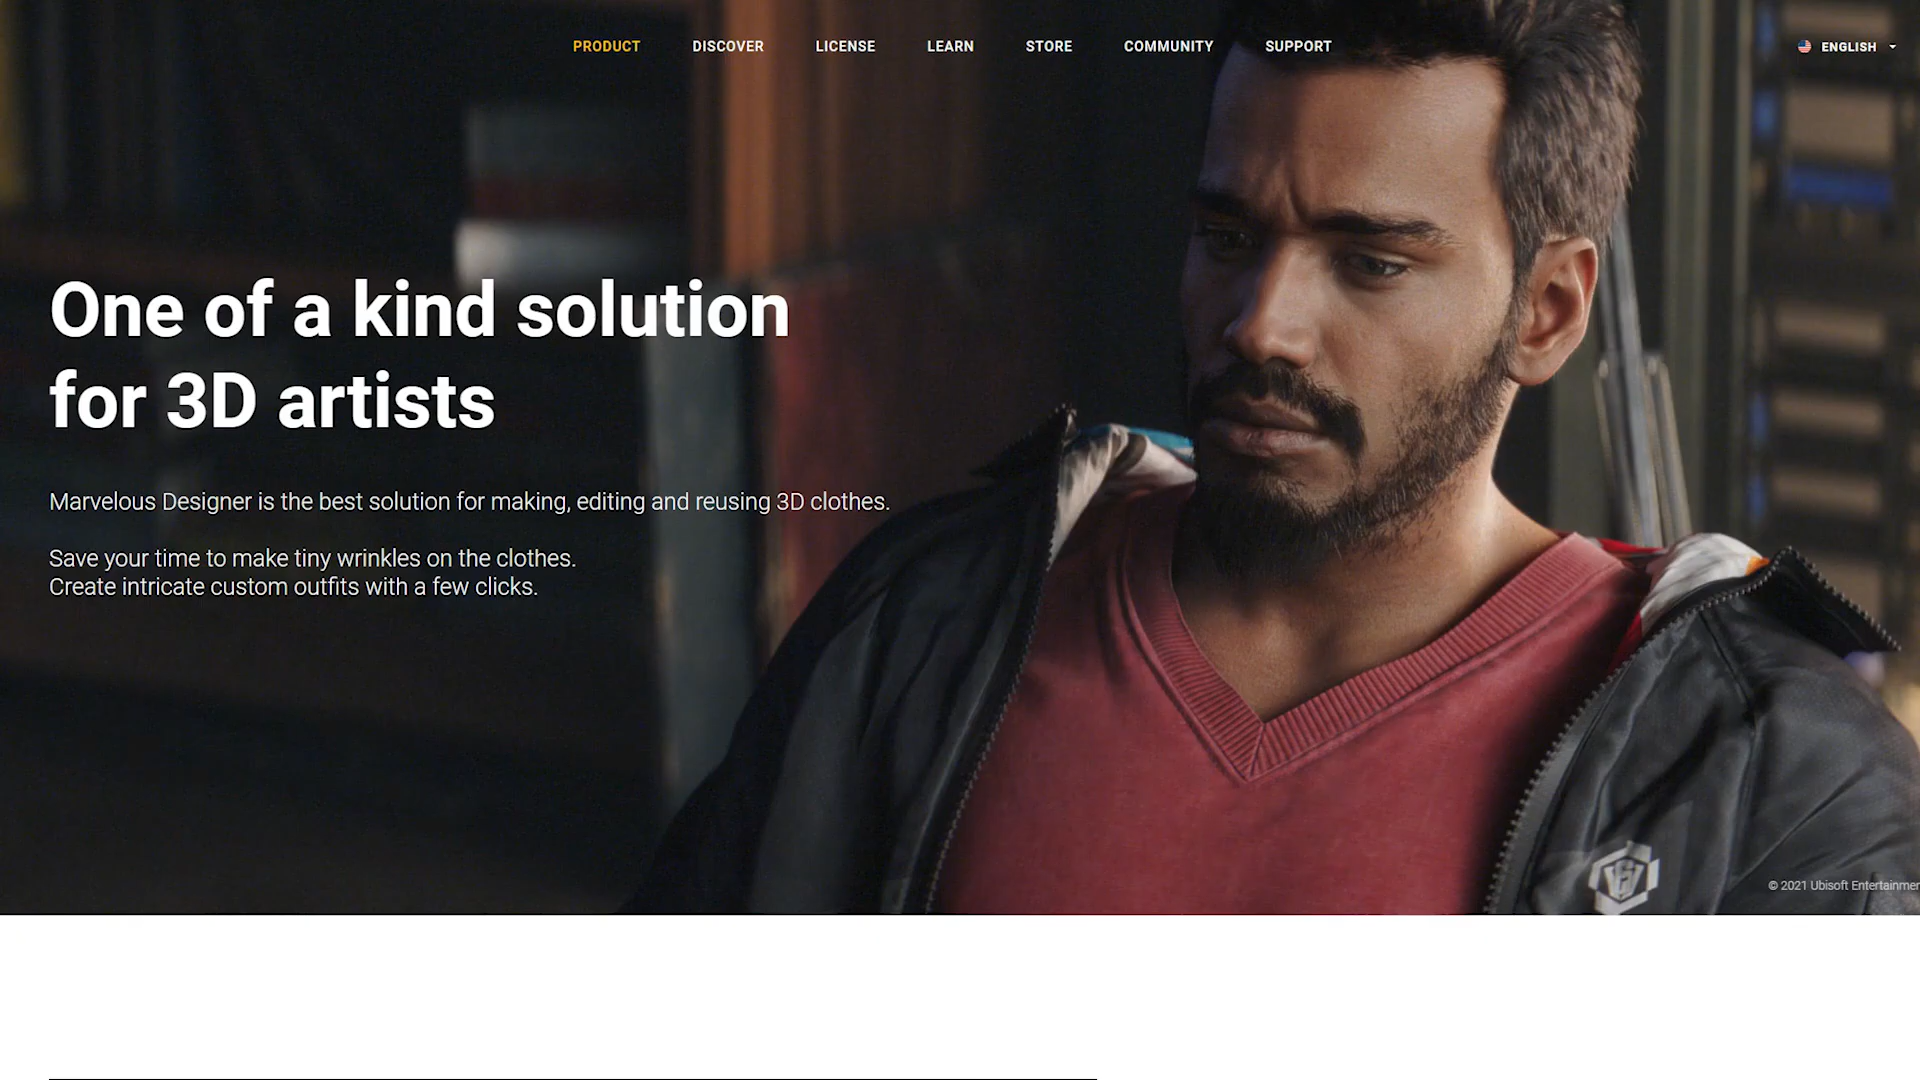 PRODUCT DISCOVER LICENSE LEARN STORE COMMUNITY SUPPORT ENGLISH
One of a kind solution
for 3D artists
Marvelous Designer is the best solution for making, editing and reusing 3D clothes.
Save your time to make tiny wrinkles on the clothes.
Create intricate custom outfits with a few clicks.
© 2021 Ubisoft